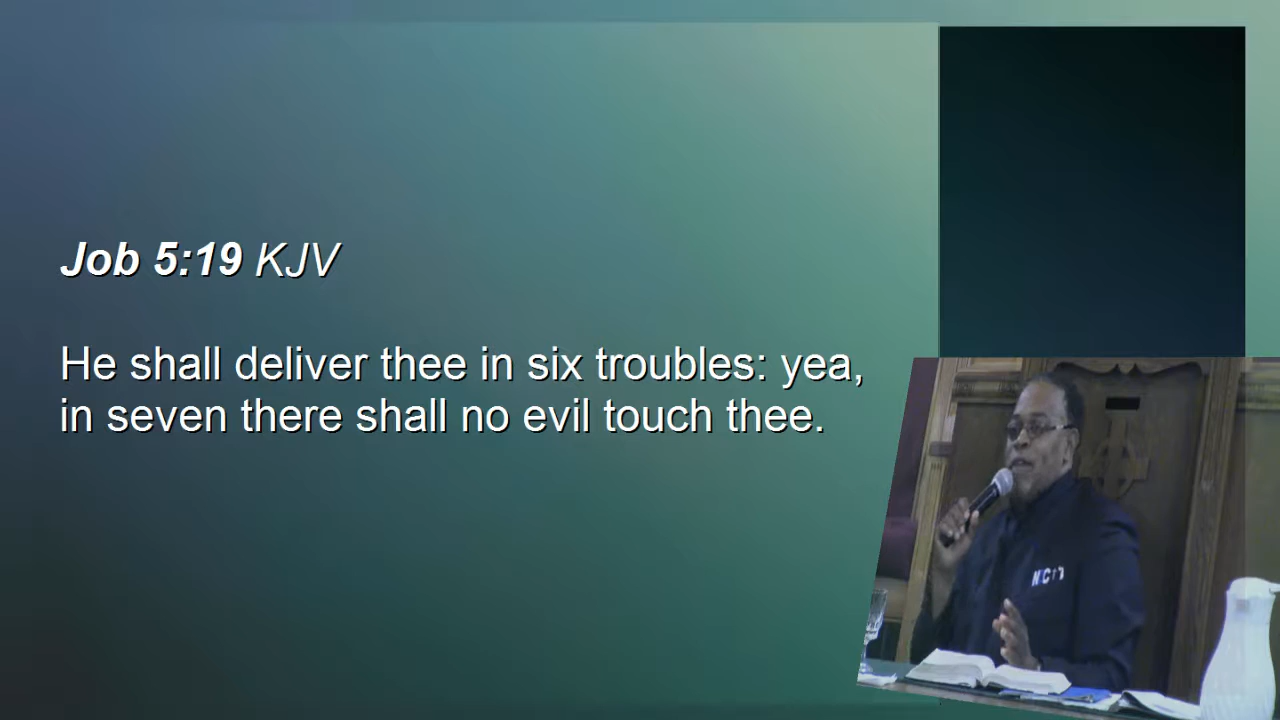 Job 5:19 KJV
He shall deliver thee in six troubles: yea,
in seven there shall no evil touch thee.